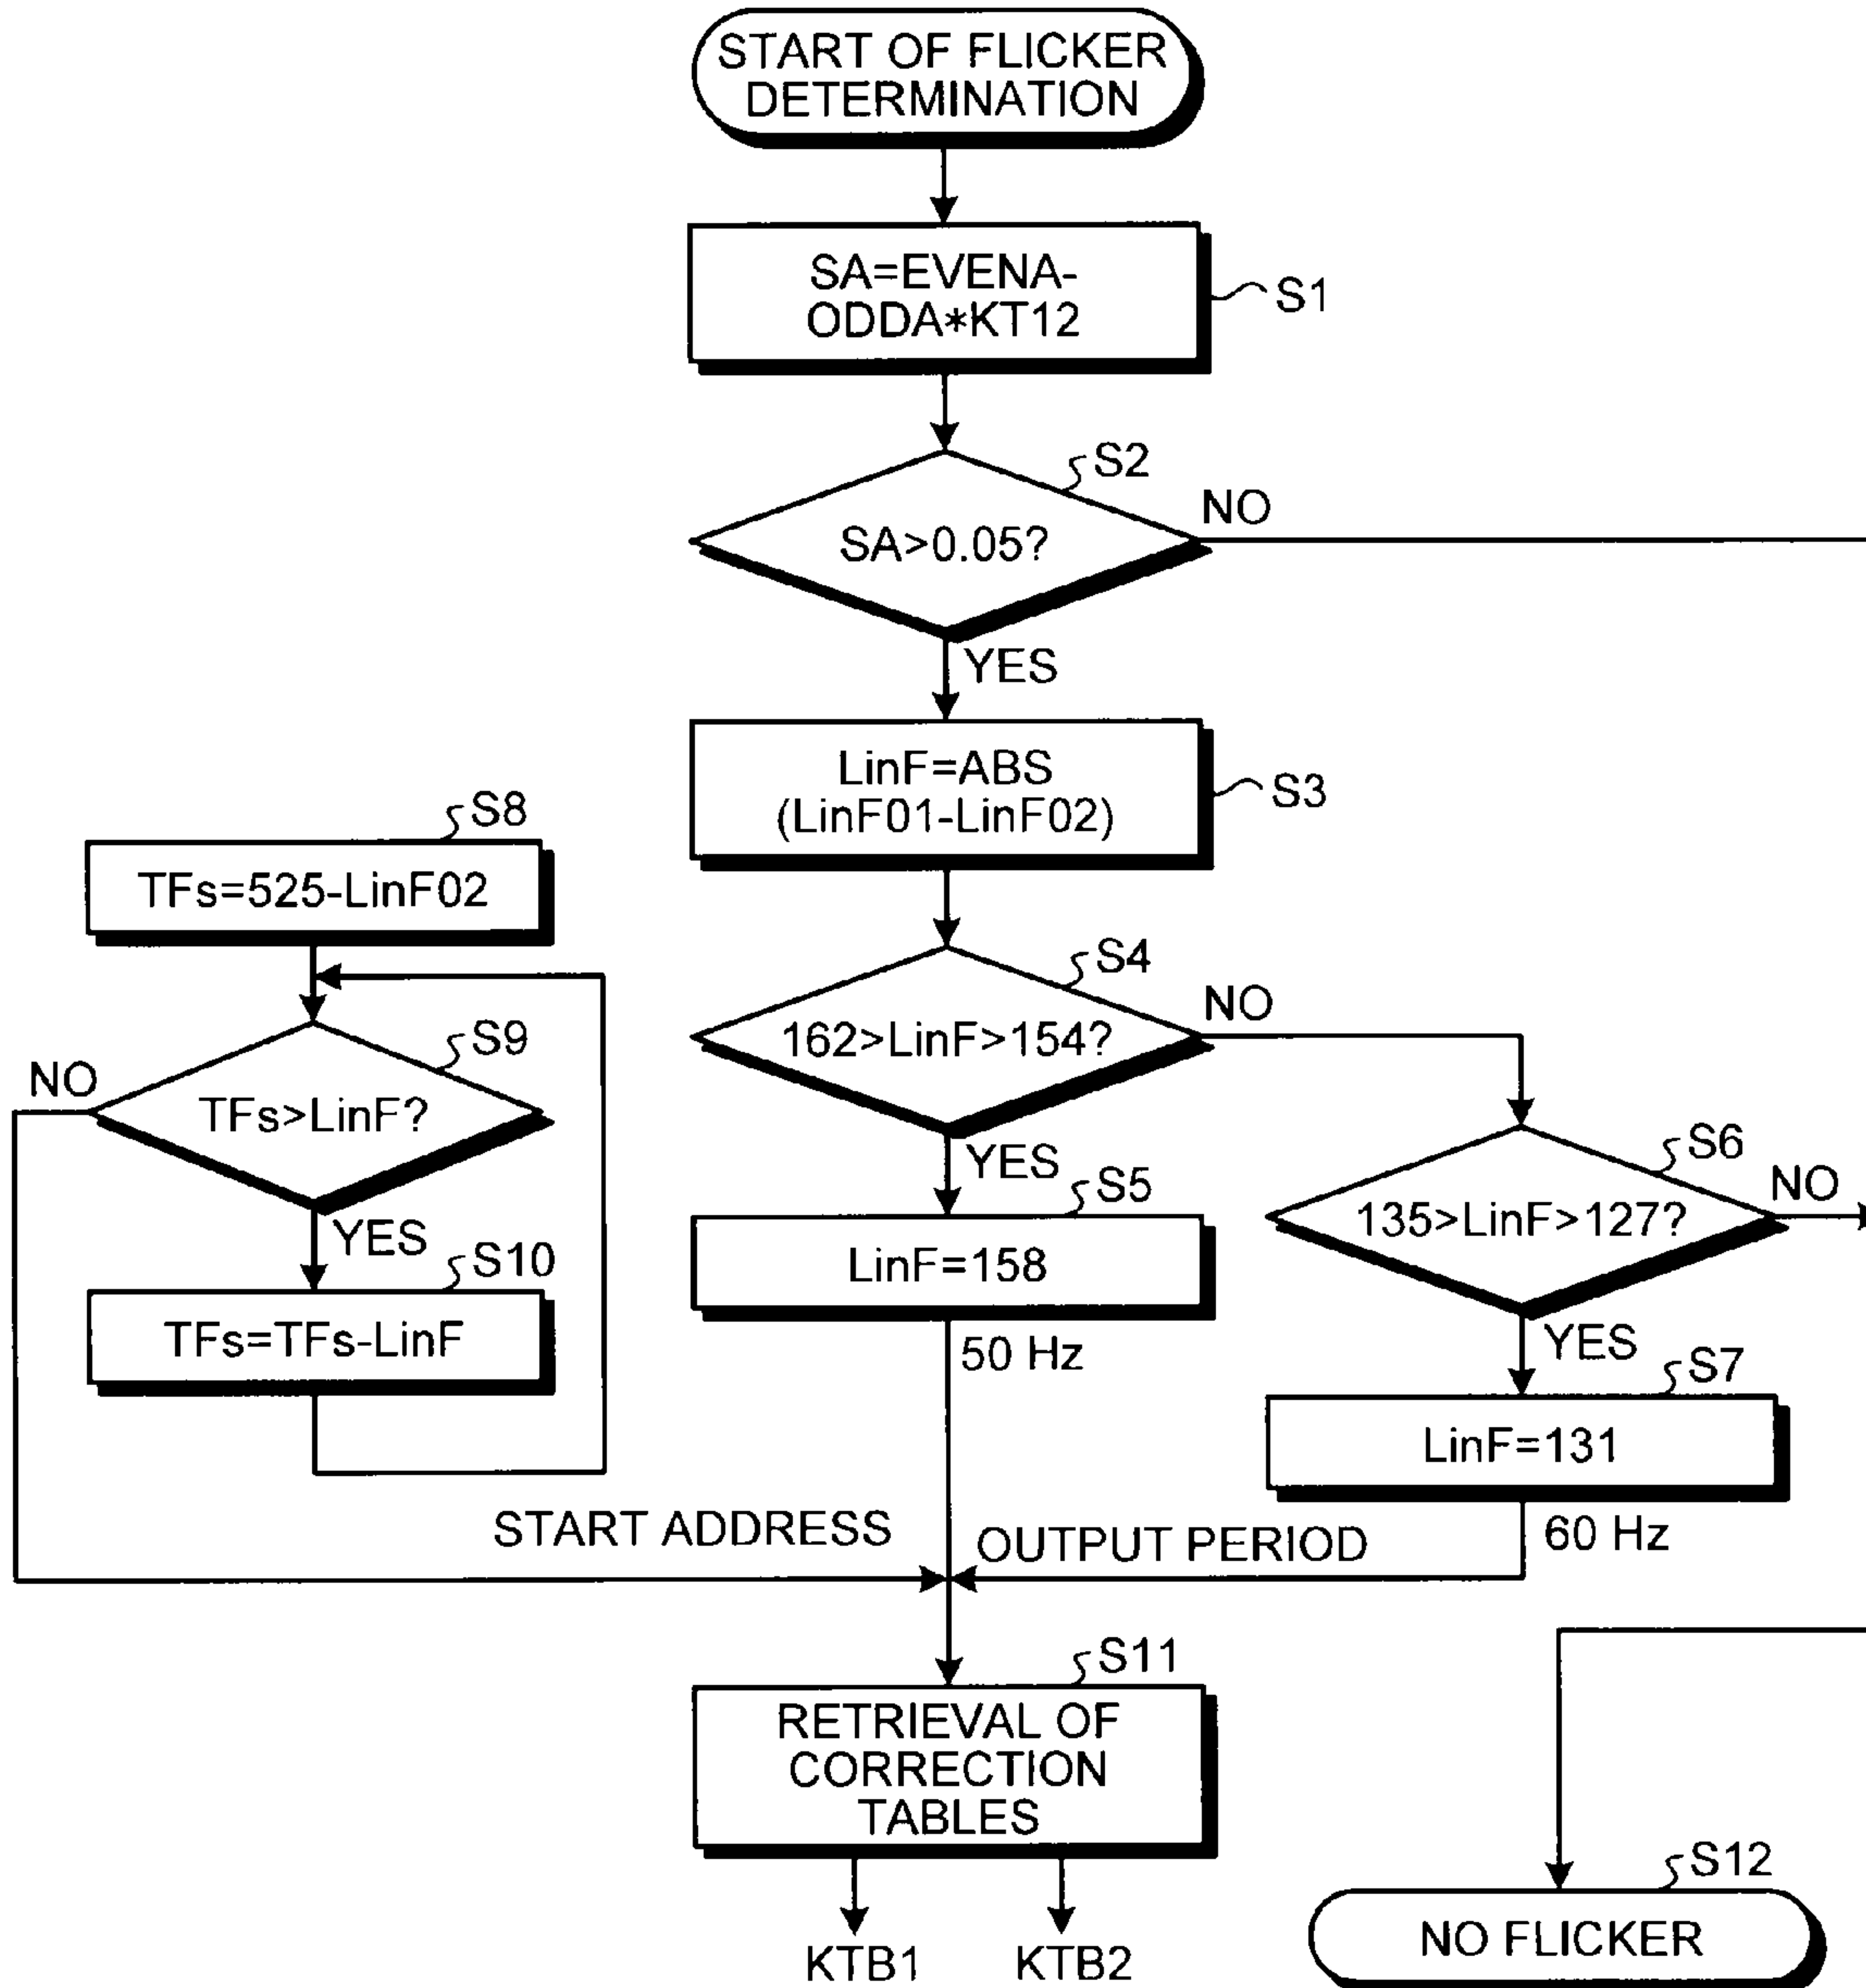 START OF FLICKER
DETERMINATION
SA=EVENA-
ODDA*KT12
S1
S2
SA>0.05?
NO
YES
LinF=ABS
(LinF01-LinF02)
S3
S4
162>LinF>154?
NO
YES
S5
LinF=158
50 Hz
S6
135>LinF>127?
NO
YES
S7
LinF=131
60 Hz
S8
TFs=525-LinF02
S9
TFs>LinF?
NO
YES
S10
TFs=TFs-LinF
START ADDRESS
OUTPUT PERIOD
S11
RETRIEVAL OF
CORRECTION
TABLES
KTB1
KTB2
S12
NO FLICKER